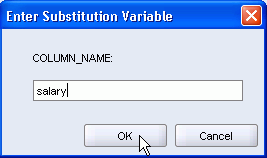 Enter Substitution Variable
COLUMN_NAME:
salary
OK Cancel